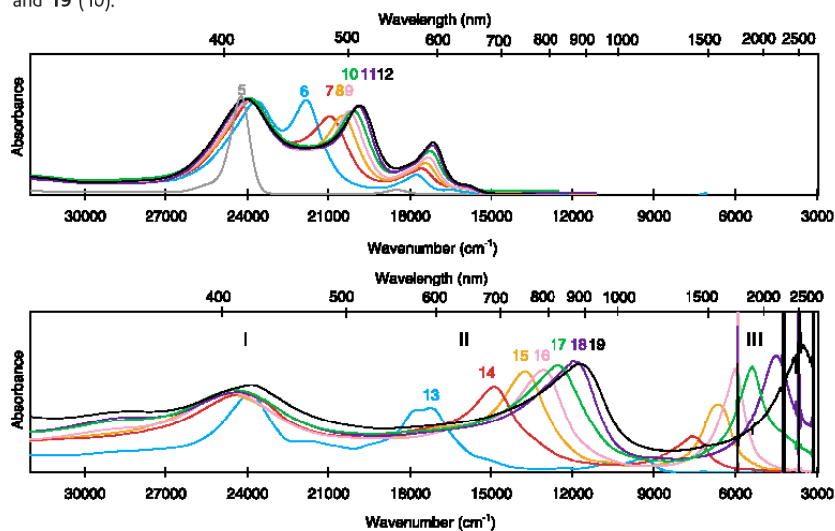 and 19 (10).
Wavelength (nm)
400 500 600 700 800 900 1000 1500 2000 2500
10 11 12
5 6 7 8 9
Absorbance
30000 27000 24000 21000 18000 15000 12000 9000 6000 3000
Wavenumber (cm-1)
Wavelength (nm)
400 500 600 700 800 900 1000 1500 2000 2500
I II III
13 14 15 16 17 18 19
Absorbance
30000 27000 24000 21000 18000 15000 12000 9000 6000 3000
Wavenumber (cm-1)